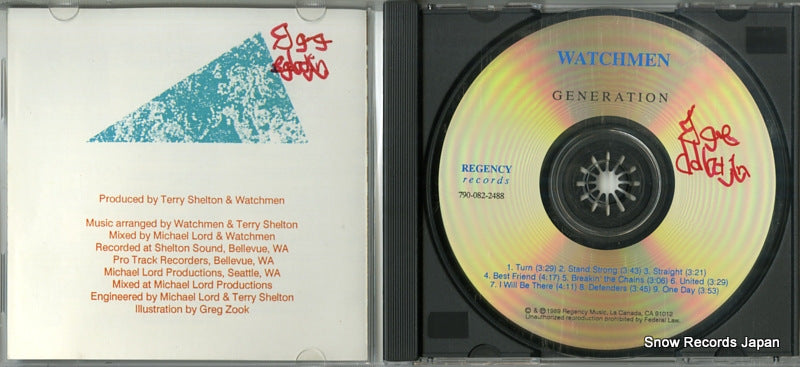 Produced by Terry Shelton & Watchmen
Music arranged by Watchmen & Terry Shelton
Mixed by Michael Lord & Watchmen
Recorded at Shelton Sound, Bellevue, WA
Pro Track Recorders, Bellevue, WA
Michael Lord Productions, Seattle, WA
Mixed at Michael Lord Productions
Engineered by Michael Lord & Terry Shelton
Illustration by Greg Zook
WATCHMEN
GENERATION
REGENCY
records
790-082-2488
1. Turn (3:29) 2. Stand Strong (3:43) 3. Straight (3:21)
4. Best Friend (4:17) 5. Breakin' the Chains (3:06) 6. United (3:29)
7. I Will Be There (4:11) 8. Defenders (3:45) 9. One Day (3:53)
© & ℗ 1989 Regency Music, La Canada, CA 91012
Unauthorized reproduction prohibited by Federal Law.
Snow Records Japan